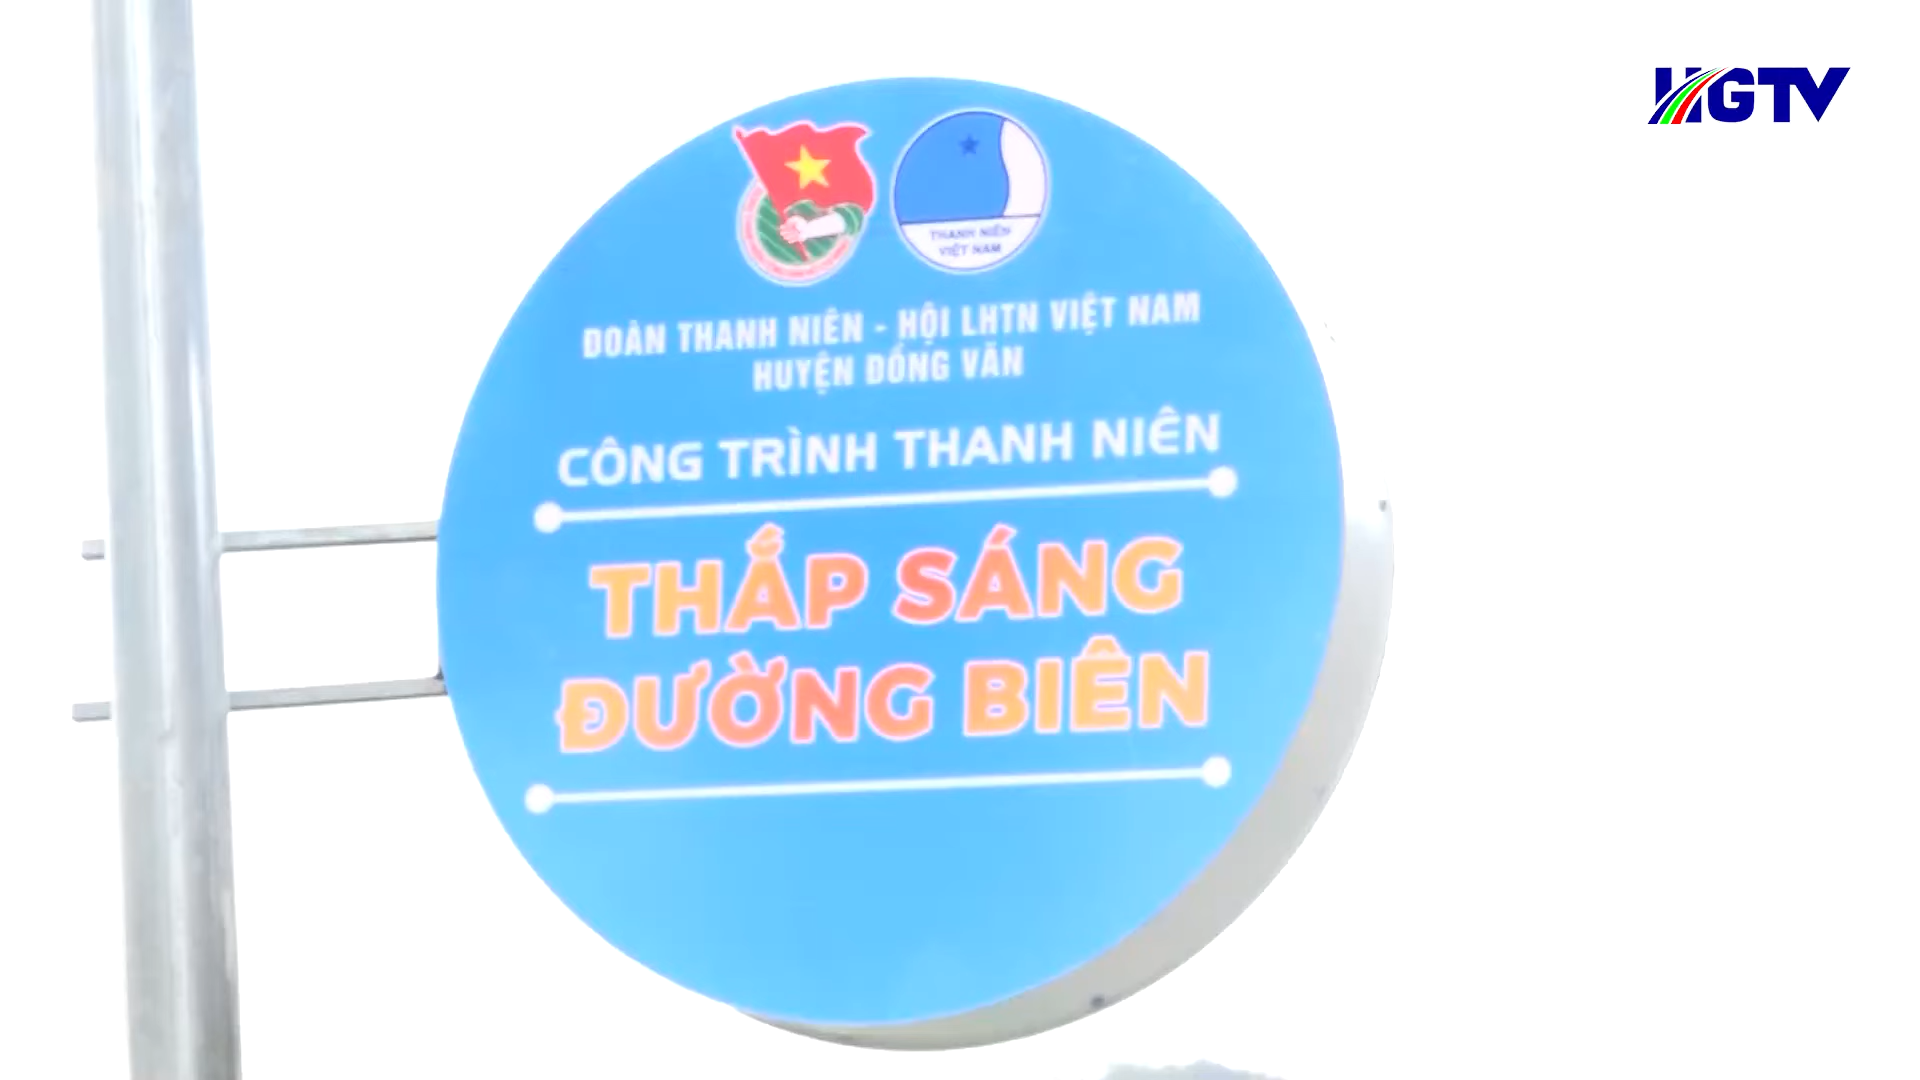 HGTV
THANH NIÊN
VIỆT NAM
ĐOÀN THANH NIÊN - HỘI LHTN VIỆT NAM
HUYỆN ĐỒNG VĂN
CÔNG TRÌNH THANH NIÊN
THẮP SÁNG
ĐƯỜNG BIÊN